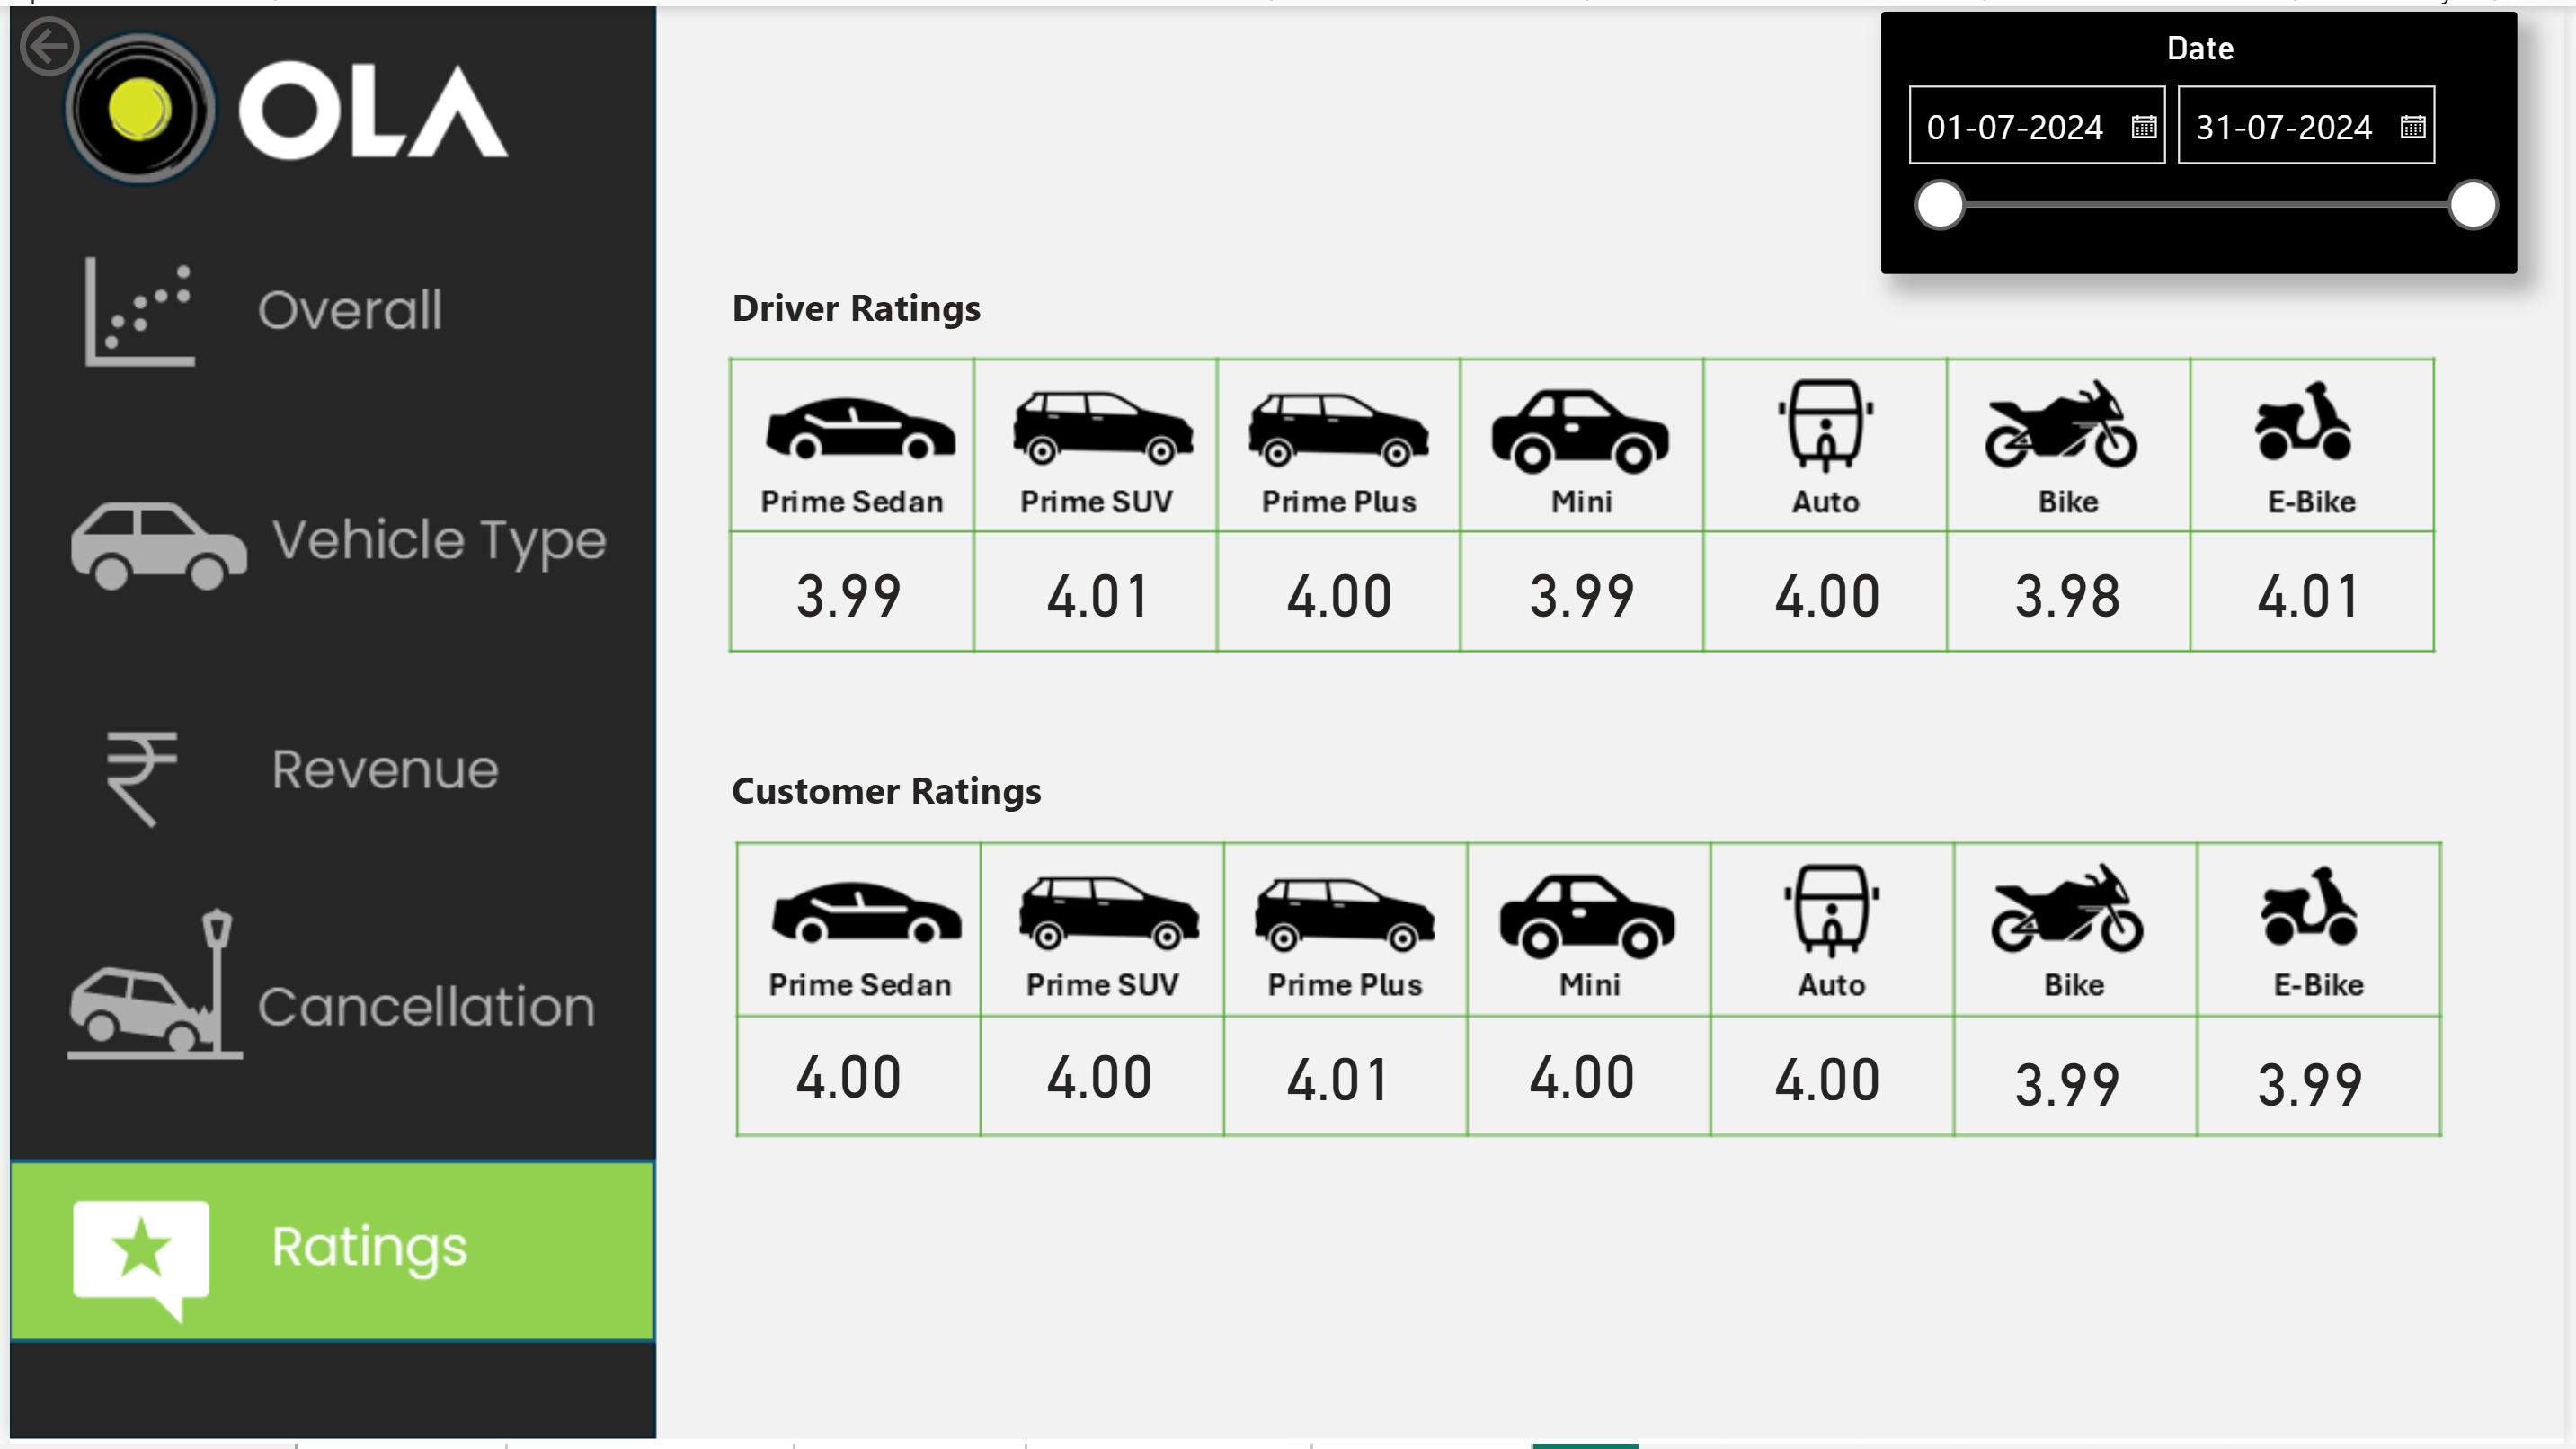 OLA
Date
01-07-2024 31-07-2024
Overall
Vehicle Type
₹ Revenue
Cancellation
Ratings
Driver Ratings
Prime Sedan Prime SUV Prime Plus Mini Auto Bike E-Bike
3.99 4.01 4.00 3.99 4.00 3.98 4.01
Customer Ratings
Prime Sedan Prime SUV Prime Plus Mini Auto Bike E-Bike
4.00 4.00 4.01 4.00 4.00 3.99 3.99